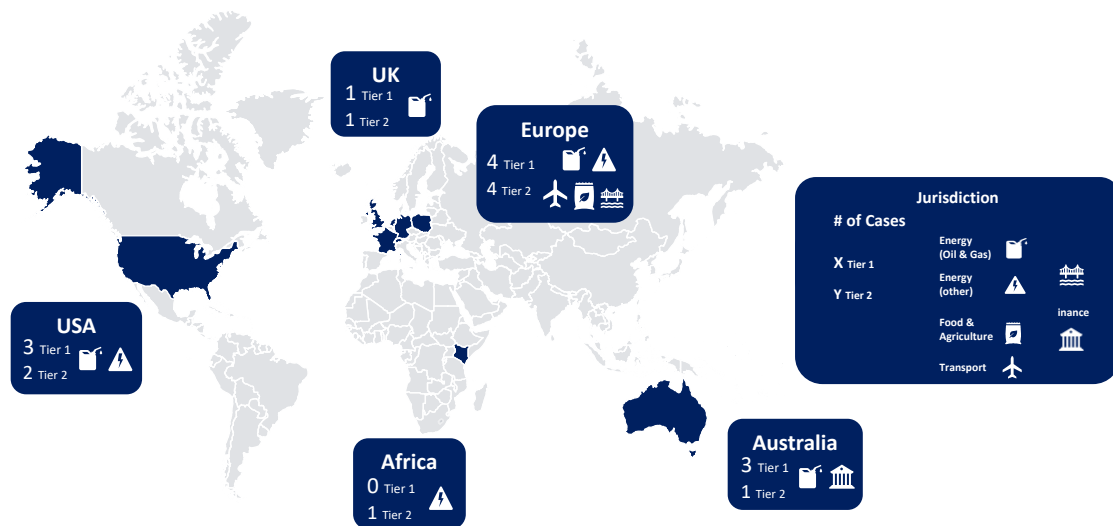 UK
1 Tier 1
1 Tier 2
Europe
4 Tier 1
4 Tier 2
Jurisdiction
# of Cases
X Tier 1
Y Tier 2
Energy
(Oil & Gas)
Energy
(other)
Food &
Agriculture
Transport
inance
USA
3 Tier 1
2 Tier 2
Africa
0 Tier 1
1 Tier 2
Australia
3 Tier 1
1 Tier 2